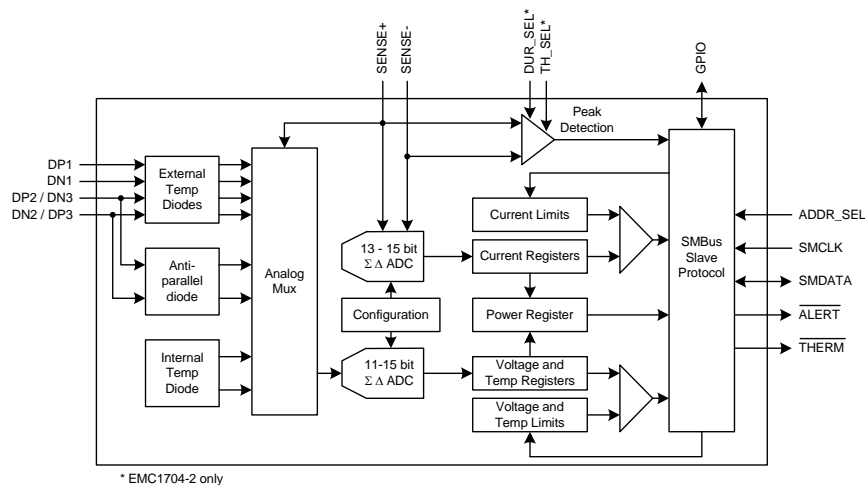 SENSE+
SENSE-
DUR_SEL*
TH_SEL*
GPIO
Peak
Detection
DP1
DN1
DP2 / DN3
DN2 / DP3
External
Temp
Diodes
Anti-
parallel
diode
Internal
Temp
Diode
Analog
Mux
13 - 15 bit
Σ Δ ADC
Configuration
11-15 bit
Σ Δ ADC
Current Limits
Current Registers
Power Register
Voltage and
Temp Registers
Voltage and
Temp Limits
SMBus
Slave
Protocol
ADDR_SEL
SMCLK
SMDATA
ALERT
THERM
* EMC1704-2 only